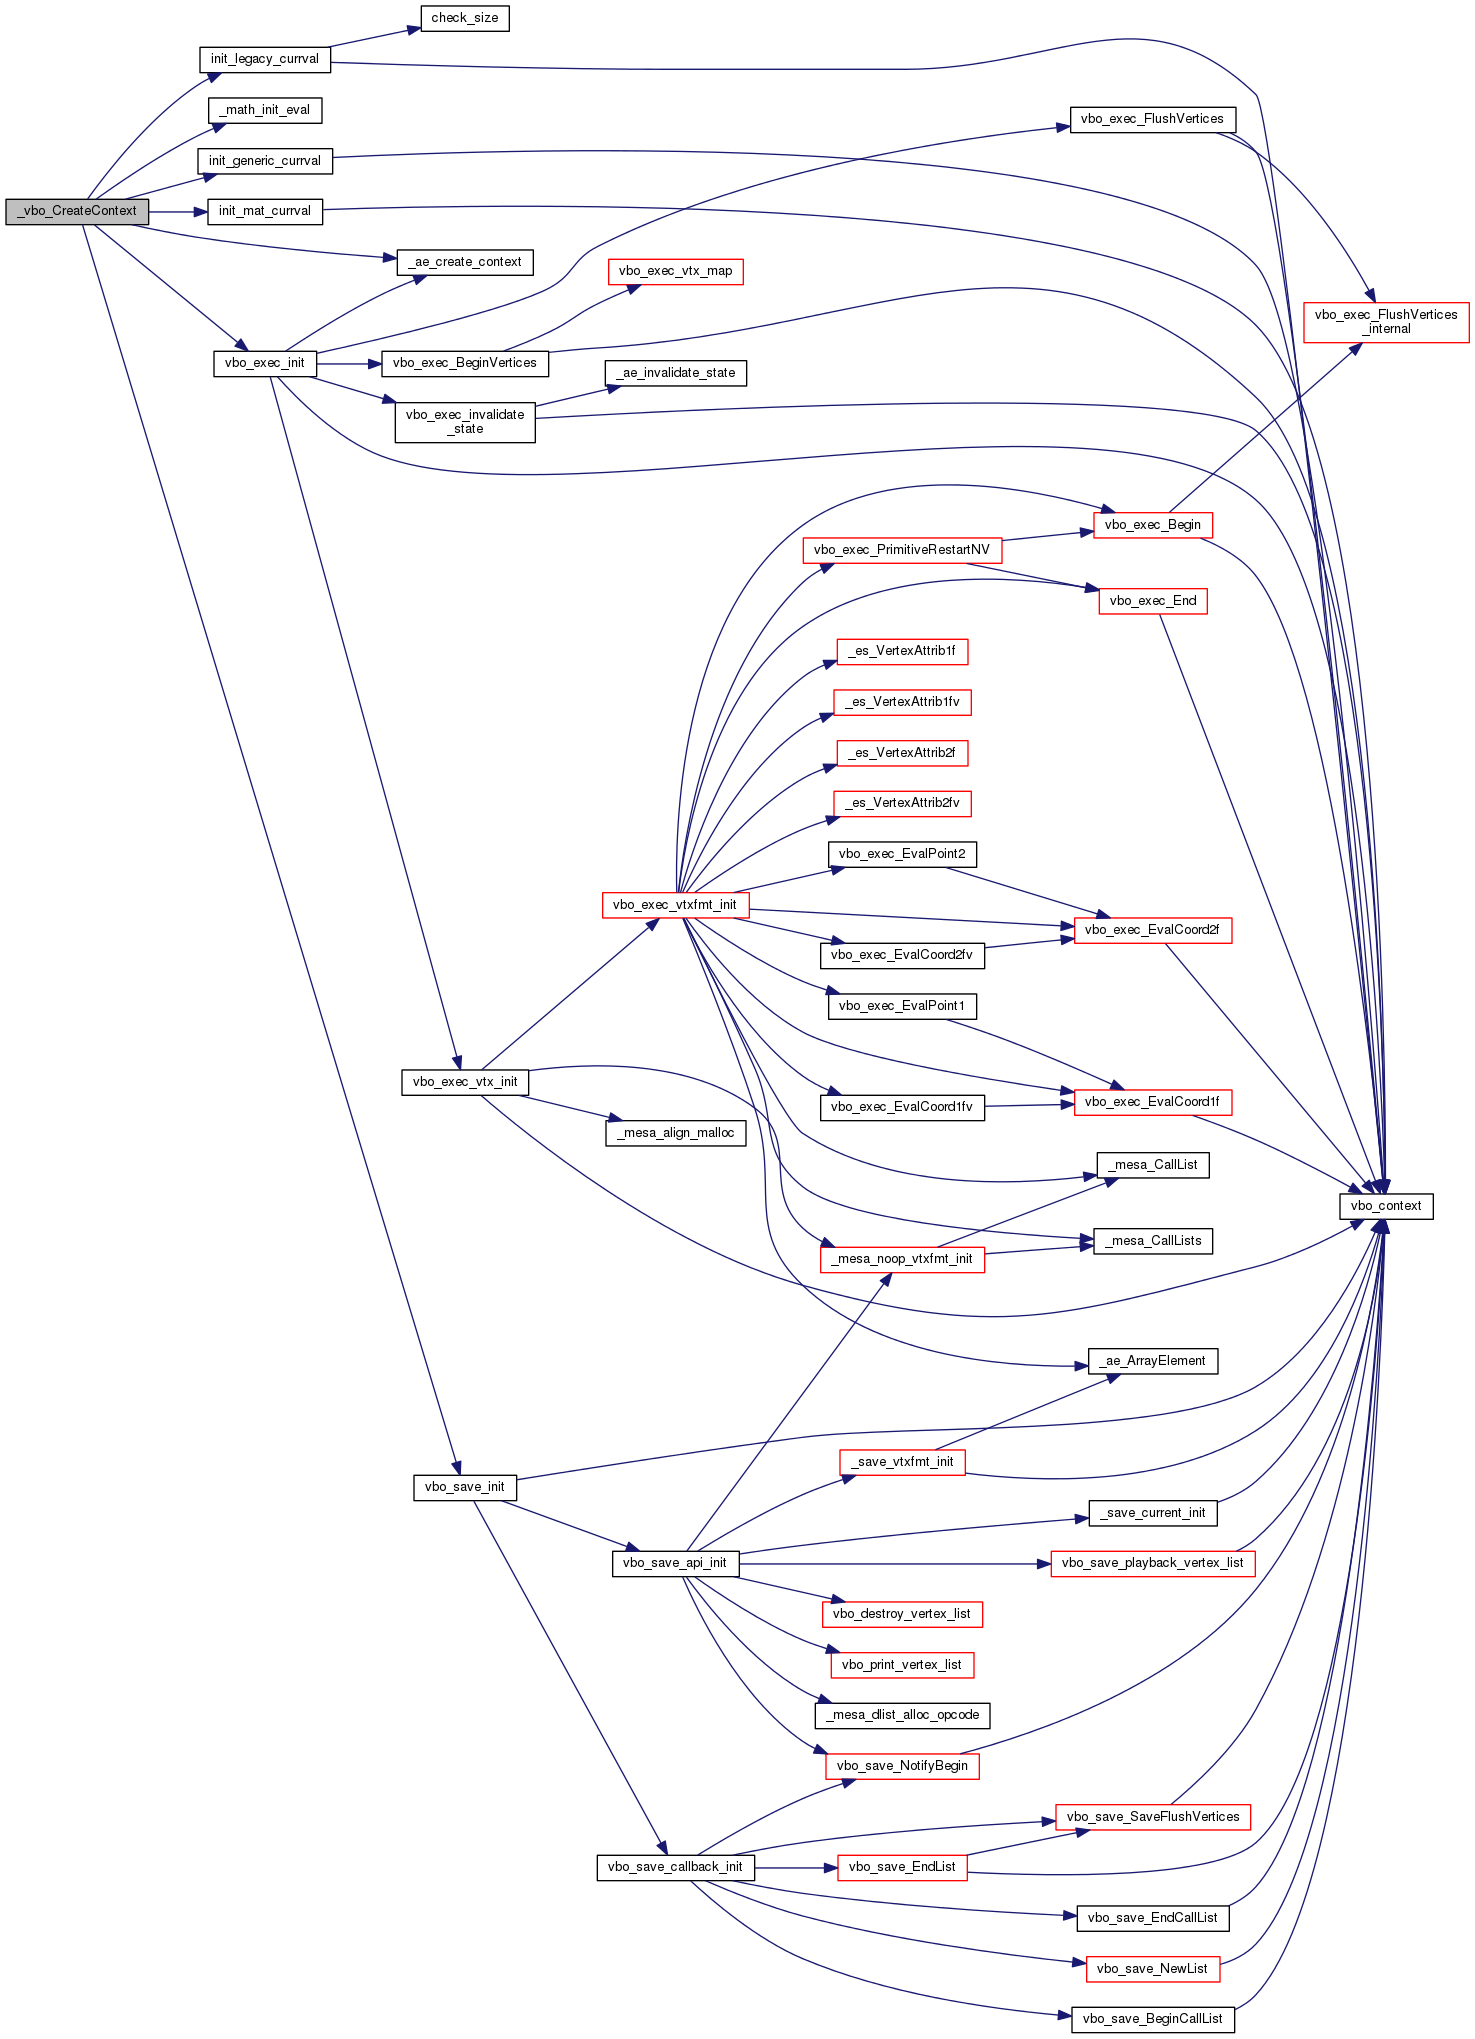 check_size
init_legacy_currval
_math_init_eval
vbo_exec_FlushVertices
init_generic_currval
_vbo_CreateContext
init_mat_currval
_ae_create_context
vbo_exec_vtx_map
vbo_exec_FlushVertices
_internal
vbo_exec_init
vbo_exec_BeginVertices
_ae_invalidate_state
vbo_exec_invalidate
_state
vbo_exec_Begin
vbo_exec_PrimitiveRestartNV
vbo_exec_End
_es_VertexAttrib1f
_es_VertexAttrib1fv
_es_VertexAttrib2f
_es_VertexAttrib2fv
vbo_exec_EvalPoint2
vbo_exec_vtxfmt_init
vbo_exec_EvalCoord2f
vbo_exec_EvalCoord2fv
vbo_exec_EvalPoint1
vbo_exec_vtx_init
vbo_exec_EvalCoord1f
vbo_exec_EvalCoord1fv
_mesa_align_malloc
_mesa_CallList
vbo_context
_mesa_CallLists
_mesa_noop_vtxfmt_init
_ae_ArrayElement
_save_vtxfmt_init
vbo_save_init
_save_current_init
vbo_save_api_init
vbo_save_playback_vertex_list
vbo_destroy_vertex_list
vbo_print_vertex_list
_mesa_dlist_alloc_opcode
vbo_save_NotifyBegin
vbo_save_SaveFlushVertices
vbo_save_callback_init
vbo_save_EndList
vbo_save_EndCallList
vbo_save_NewList
vbo_save_BeginCallList